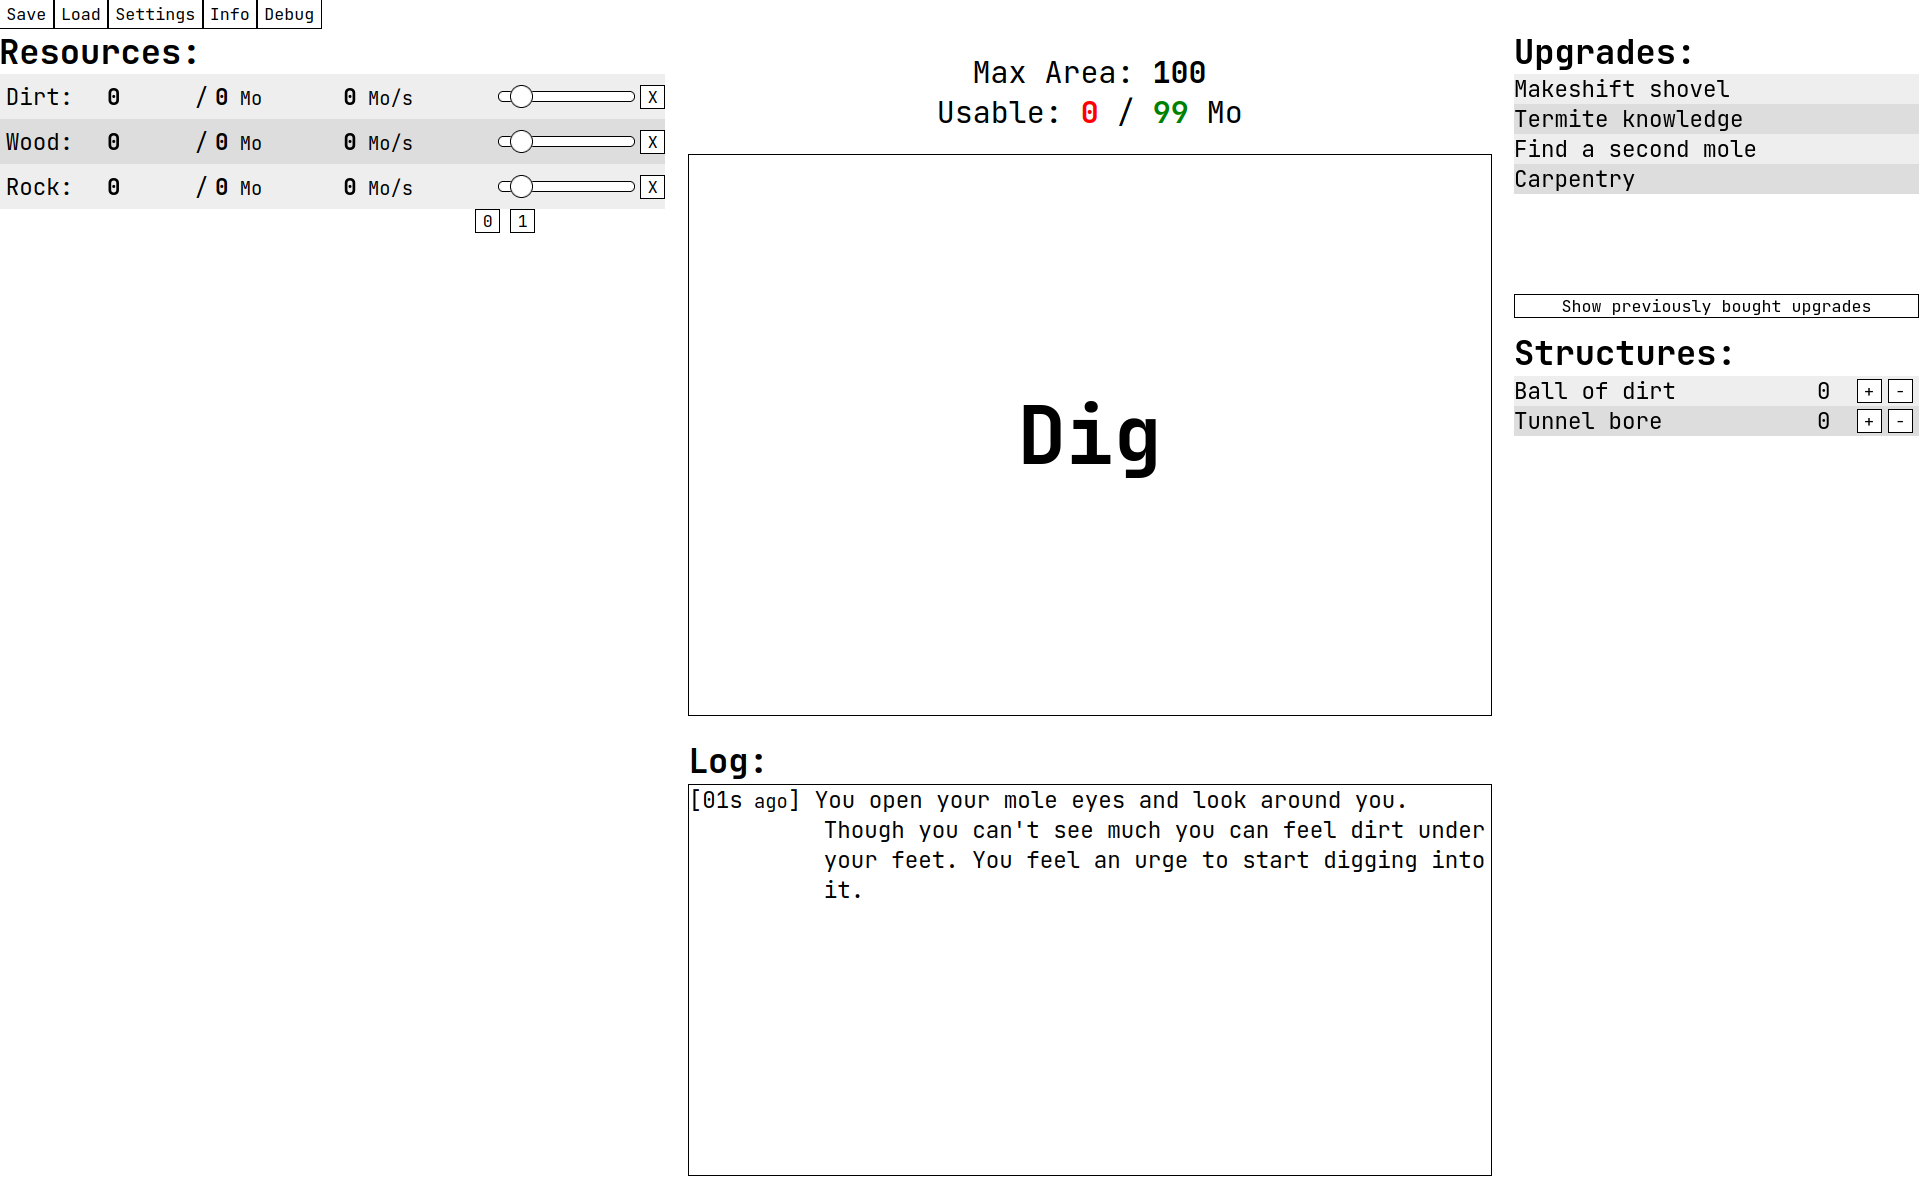 Save Load Settings Info Debug
Resources:
Dirt: 0 / 0 Mo 0 Mo/s X
Wood: 0 / 0 Mo 0 Mo/s X
Rock: 0 / 0 Mo 0 Mo/s X
0 1
Max Area: 100
Usable: 0 / 99 Mo
Dig
Log:
[01s ago] You open your mole eyes and look around you.
Though you can't see much you can feel dirt under
your feet. You feel an urge to start digging into
it.
Upgrades:
Makeshift shovel
Termite knowledge
Find a second mole
Carpentry
Show previously bought upgrades
Structures:
Ball of dirt 0 + -
Tunnel bore 0 + -